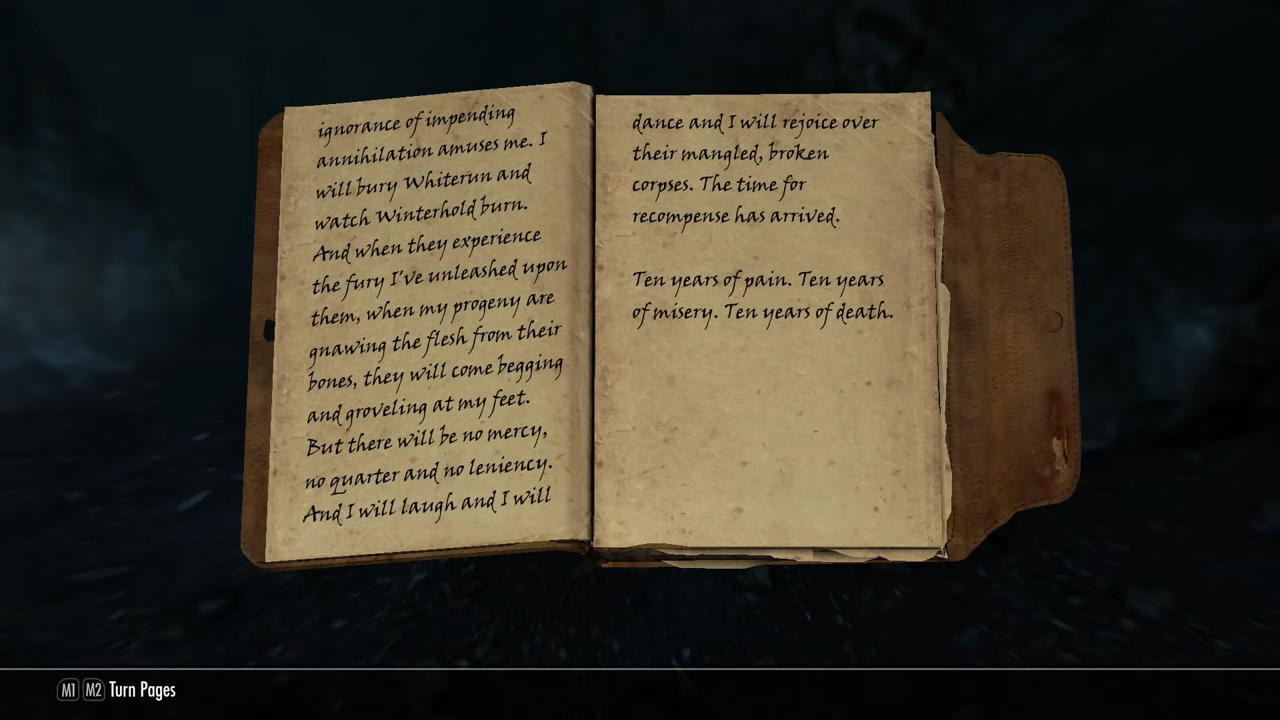 ignorance of impending
annihilation amuses me. I
will bury Whiterun and
watch Winterhold burn.
And when they experience
the fury I've unleashed upon
them, when my progeny are
gnawing the flesh from their
bones, they will come begging
and groveling at my feet.
But there will be no mercy,
no quarter and no leniency.
And I will laugh and I will
dance and I will rejoice over
their mangled, broken
corpses. The time for
recompense has arrived.
Ten years of pain. Ten years
of misery. Ten years of death.
M1 M2 Turn Pages